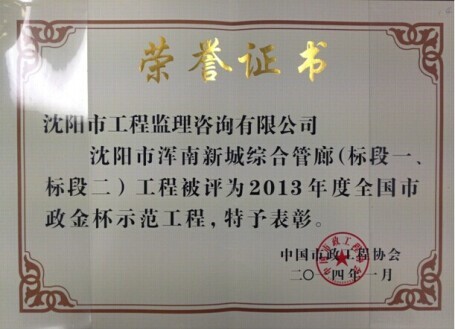 荣誉证书
沈阳市工程监理咨询有限公司
沈阳市浑南新城综合管廊(标段一、
标段二)工程被评为2013年度全国市
政金杯示范工程,特予表彰。
中国市政工程协会
二〇一四年一月